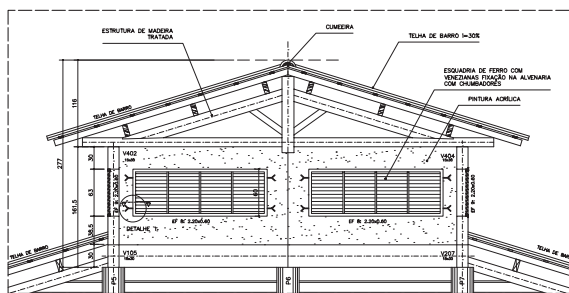 CUMEEIRA
ESTRUTURA DE MADEIRA
TRATADA
TELHA DE BARRO I=30%
ESQUADRIA DE FERRO COM
VENEZIANAS FIXAÇÃO NA ALVENARIA
COM CHUMBADORES
PINTURA ACRÍLICA
TELHA DE BARRO
116
277
30
63
161,5
38,5
30
V402
V404
60
EF 8: 2.20x0.60
EF 8: 2.20x0.60
DETALHE
V105
V207
TELHA DE BARRO
TELHA DE BARRO
P5
P6
P7